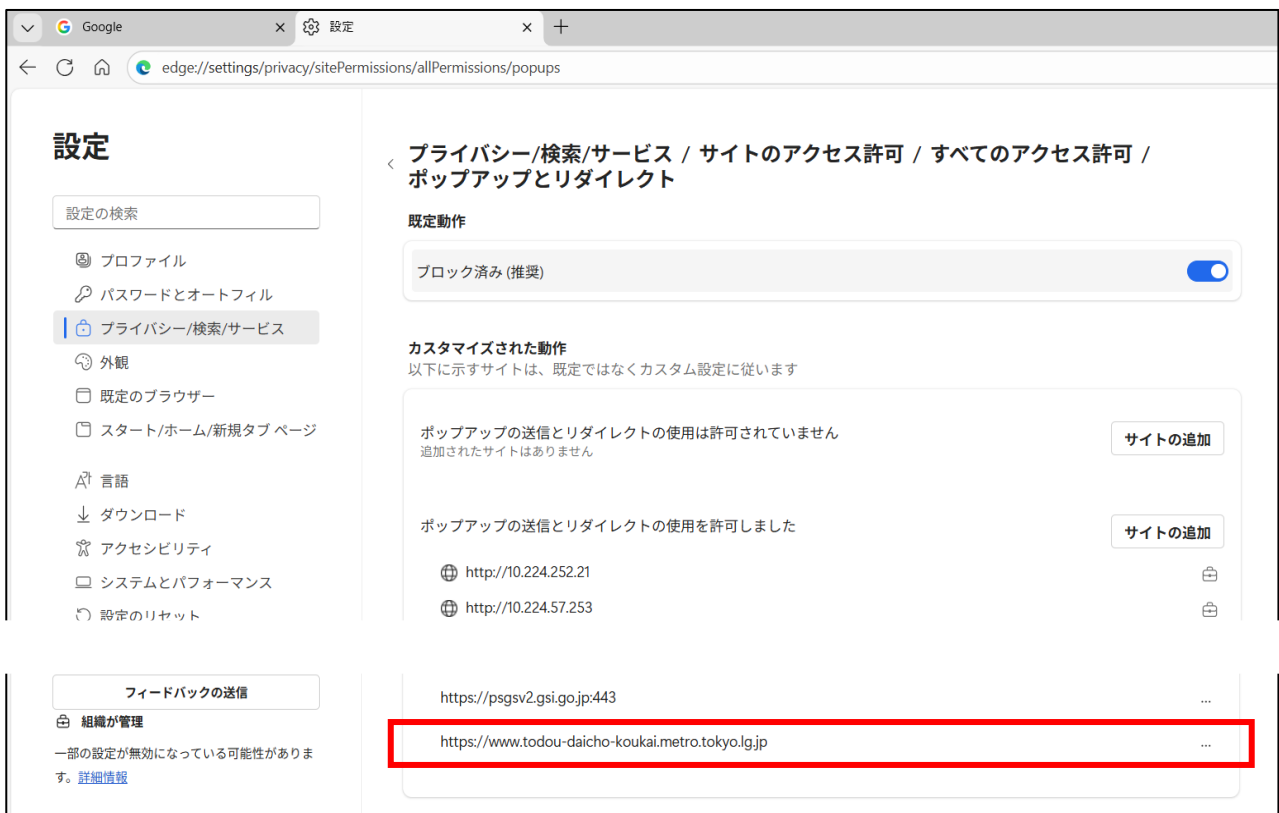 Google
設定
edge://settings/privacy/sitePermissions/allPermissions/popups
設定
設定の検索
プロファイル
パスワードとオートフィル
プライバシー/検索/サービス
外観
既定のブラウザー
スタート/ホーム/新規タブ ページ
言語
ダウンロード
アクセシビリティ
システムとパフォーマンス
設定のリセット
フィードバックの送信
組織が管理
一部の設定が無効になっている可能性がありま
す。詳細情報
プライバシー/検索/サービス / サイトのアクセス許可 / すべてのアクセス許可 /
ポップアップとリダイレクト
既定動作
ブロック済み (推奨)
カスタマイズされた動作
以下に示すサイトは、既定ではなくカスタム設定に従います
ポップアップの送信とリダイレクトの使用は許可されていません
追加されたサイトはありません
サイトの追加
ポップアップの送信とリダイレクトの使用を許可しました
サイトの追加
http://10.224.252.21
http://10.224.57.253
https://psgsv2.gsi.go.jp:443
...
https://www.todou-daicho-koukai.metro.tokyo.lg.jp
...